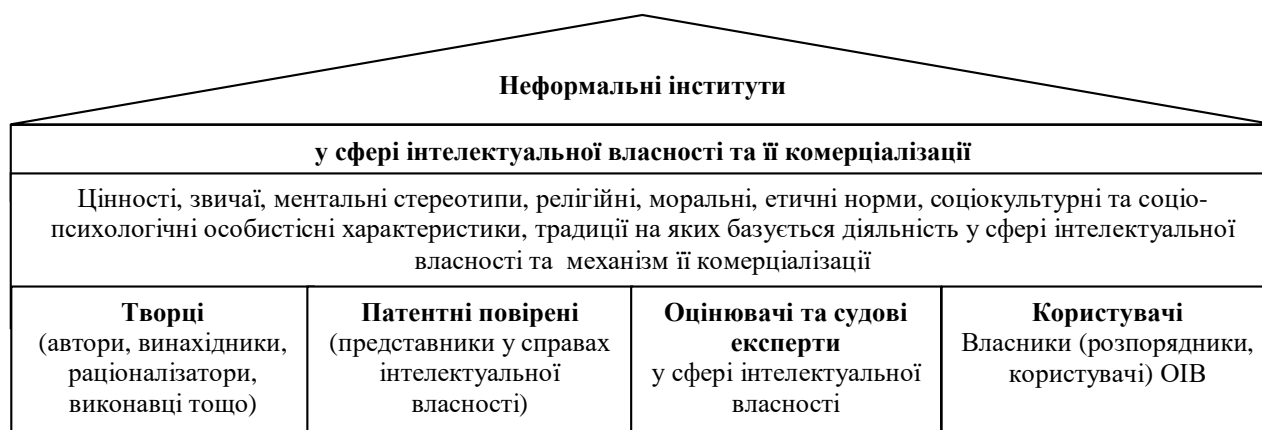 Неформальні інститути
у сфері інтелектуальної власності та її комерціалізації
Цінності, звичаї, ментальні стереотипи, релігійні, моральні, етичні норми, соціокультурні та соціо-
психологічні особистісні характеристики, традиції на яких базується діяльність у сфері інтелектуальної
власності та механізм її комерціалізації
Творці
(автори, винахідники,
раціоналізатори,
виконавці тощо)
Патентні повірені
(представники у справах
інтелектуальної
власності)
Оцінювачі та судові
експерти
у сфері інтелектуальної
власності
Користувачі
Власники (розпорядники,
користувачі) ОІВ